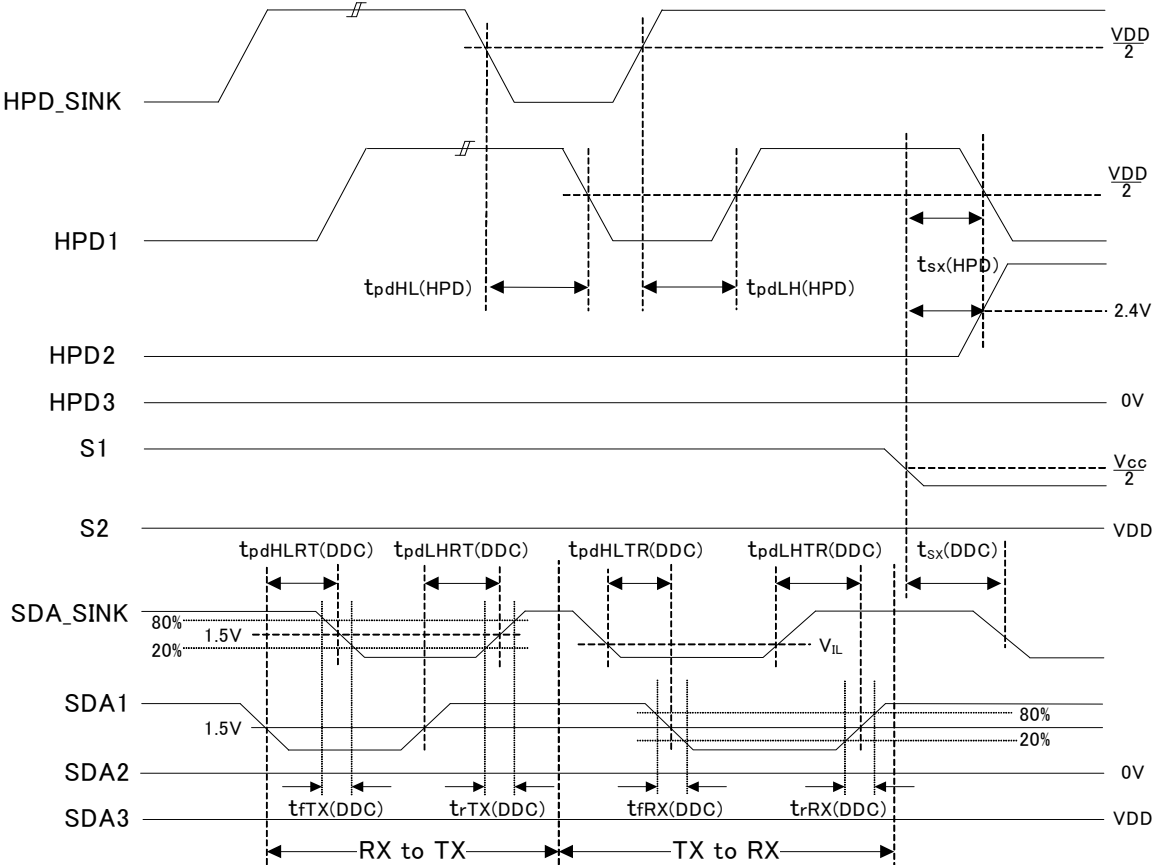 VDD
2
HPD_SINK
VDD
2
HPD1
tsx(HPD)
tpdHL(HPD)
tpdLH(HPD)
2.4V
HPD2
HPD3
0V
S1
Vcc
2
S2
VDD
tpdHLRT(DDC)
tpdLHRT(DDC)
tpdHLTR(DDC)
tpdLHTR(DDC)
tsx(DDC)
SDA_SINK
80%
1.5V
20%
VIL
SDA1
80%
1.5V
20%
SDA2
0V
tfTX(DDC)
trTX(DDC)
tfRX(DDC)
trRX(DDC)
SDA3
VDD
RX to TX
TX to RX